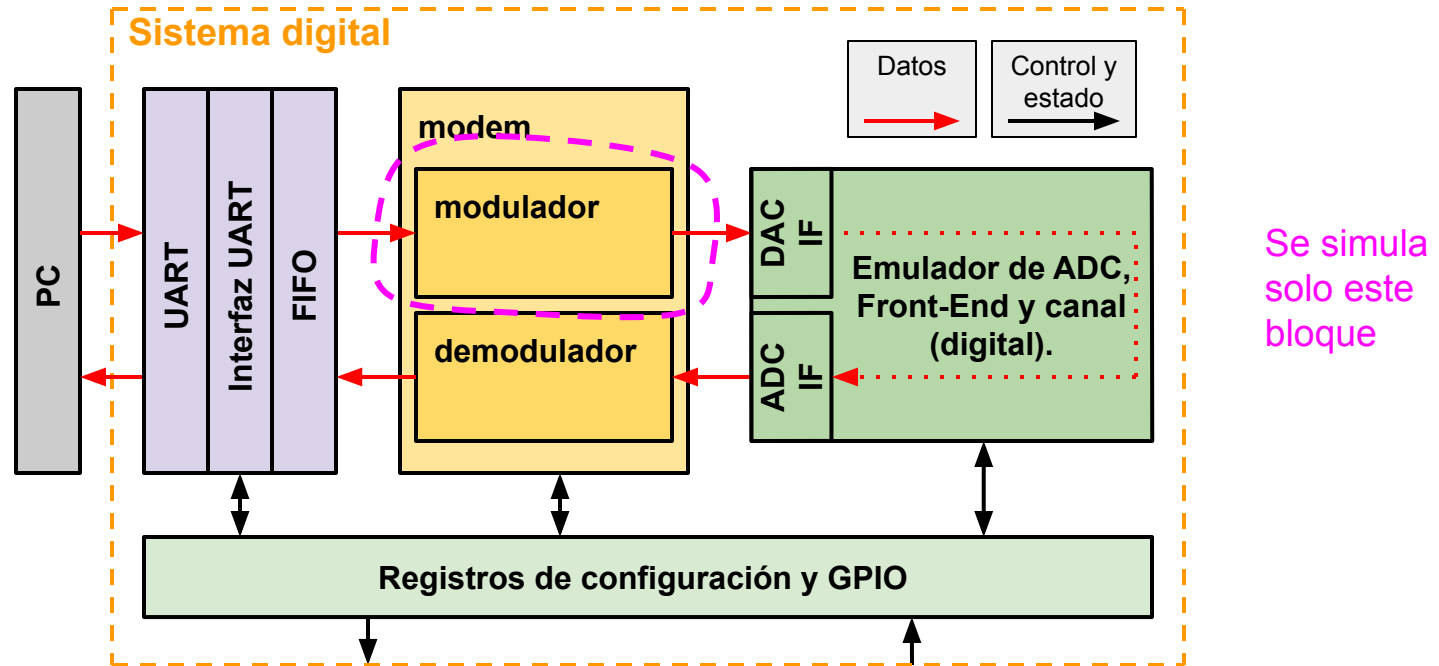 Sistema digital
Datos
Control y
estado
PC
UART
Interfaz UART
FIFO
modem
modulador
demodulador
DAC
IF
ADC
IF
Emulador de ADC,
Front-End y canal
(digital).
Se simula
solo este
bloque
Registros de configuración y GPIO